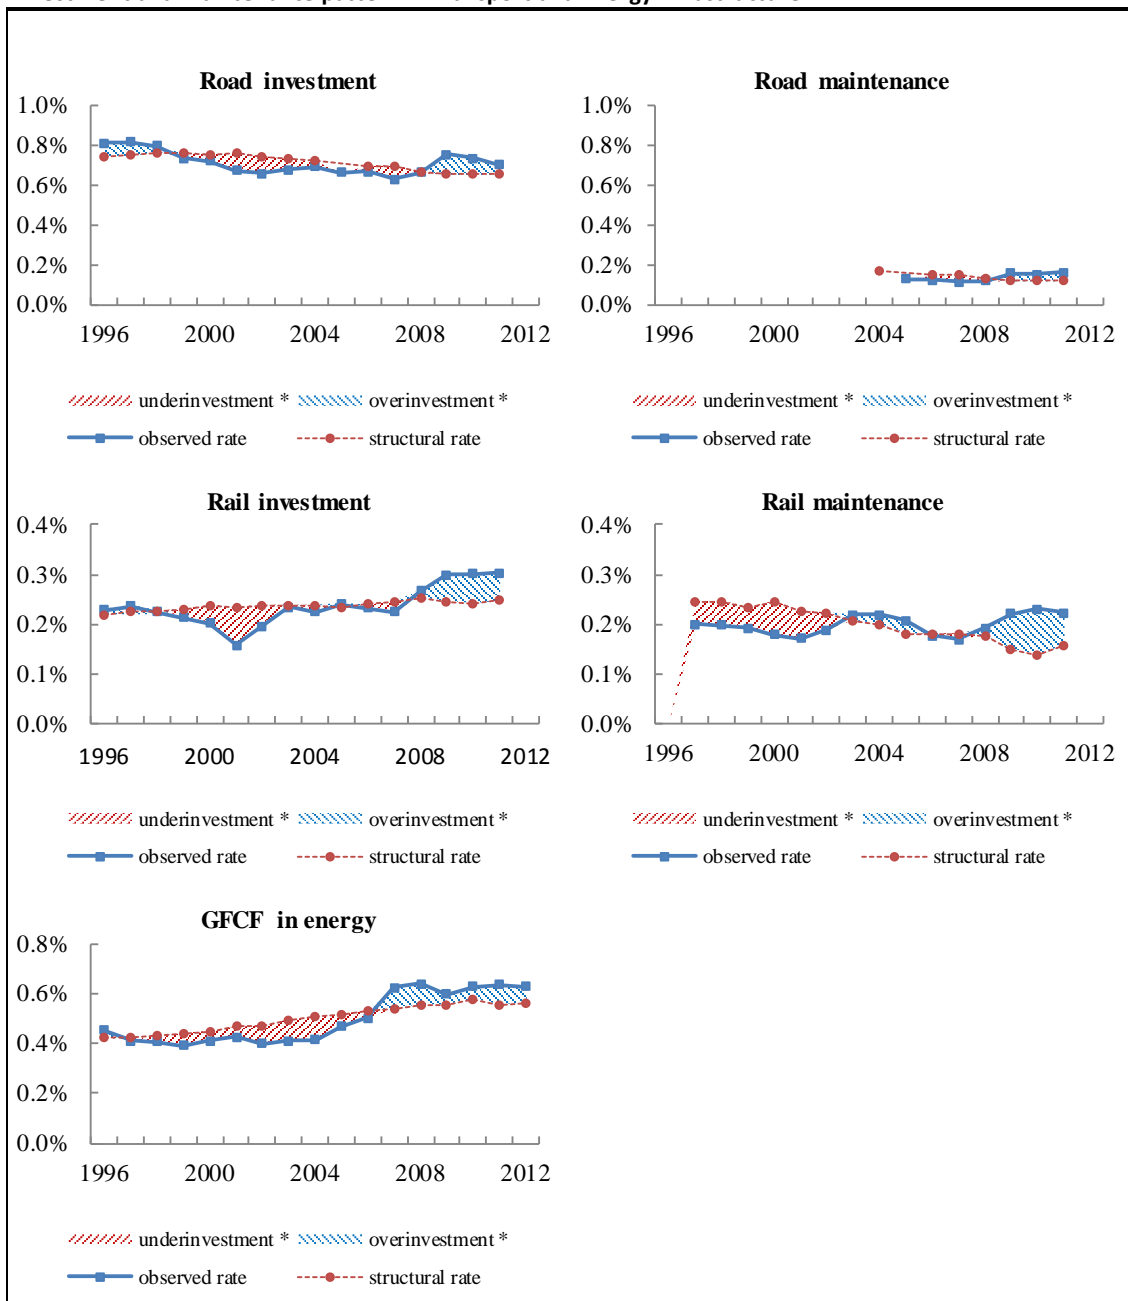 Road investment
1.0%
0.8%
0.6%
0.4%
0.2%
0.0%
1996 2000 2004 2008 2012
underinvestment * overinvestment *
observed rate structural rate
Road maintenance
1.0%
0.8%
0.6%
0.4%
0.2%
0.0%
1996 2000 2004 2008 2012
underinvestment * overinvestment *
observed rate structural rate
Rail investment
0.4%
0.3%
0.2%
0.1%
0.0%
1996 2000 2004 2008 2012
underinvestment * overinvestment *
observed rate structural rate
Rail maintenance
0.4%
0.3%
0.2%
0.1%
0.0%
1996 2000 2004 2008 2012
underinvestment * overinvestment *
observed rate structural rate
GFCF in energy
0.8%
0.6%
0.4%
0.2%
0.0%
1996 2000 2004 2008 2012
underinvestment * overinvestment *
observed rate structural rate